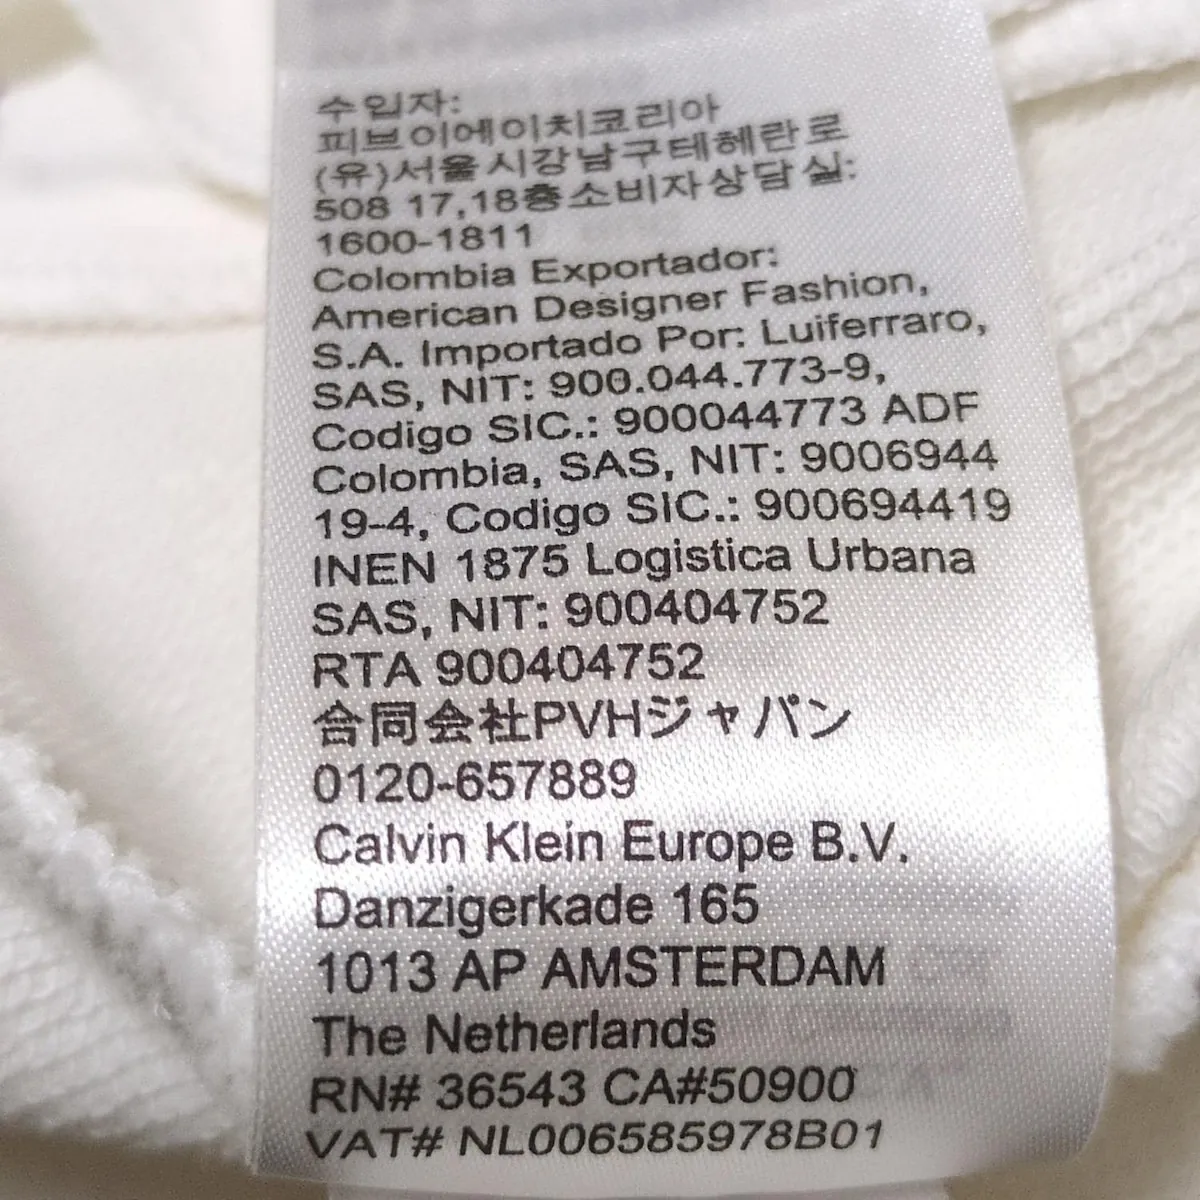 수입자:
피브이에이치코리아
(유)서울시강남구테헤란로
508 17,18층소비자상담실:
1600-1811
Colombia Exportador:
American Designer Fashion,
S.A. Importado Por: Luiferraro,
SAS, NIT: 900.044.773-9,
Codigo SIC.: 900044773 ADF
Colombia, SAS, NIT: 9006944
19-4, Codigo SIC.: 900694419
INEN 1875 Logistica Urbana
SAS, NIT: 900404752
RTA 900404752
合同会社PVHジャパン
0120-657889
Calvin Klein Europe B.V.
Danzigerkade 165
1013 AP AMSTERDAM
The Netherlands
RN# 36543 CA#50900
VAT# NL006585978B01